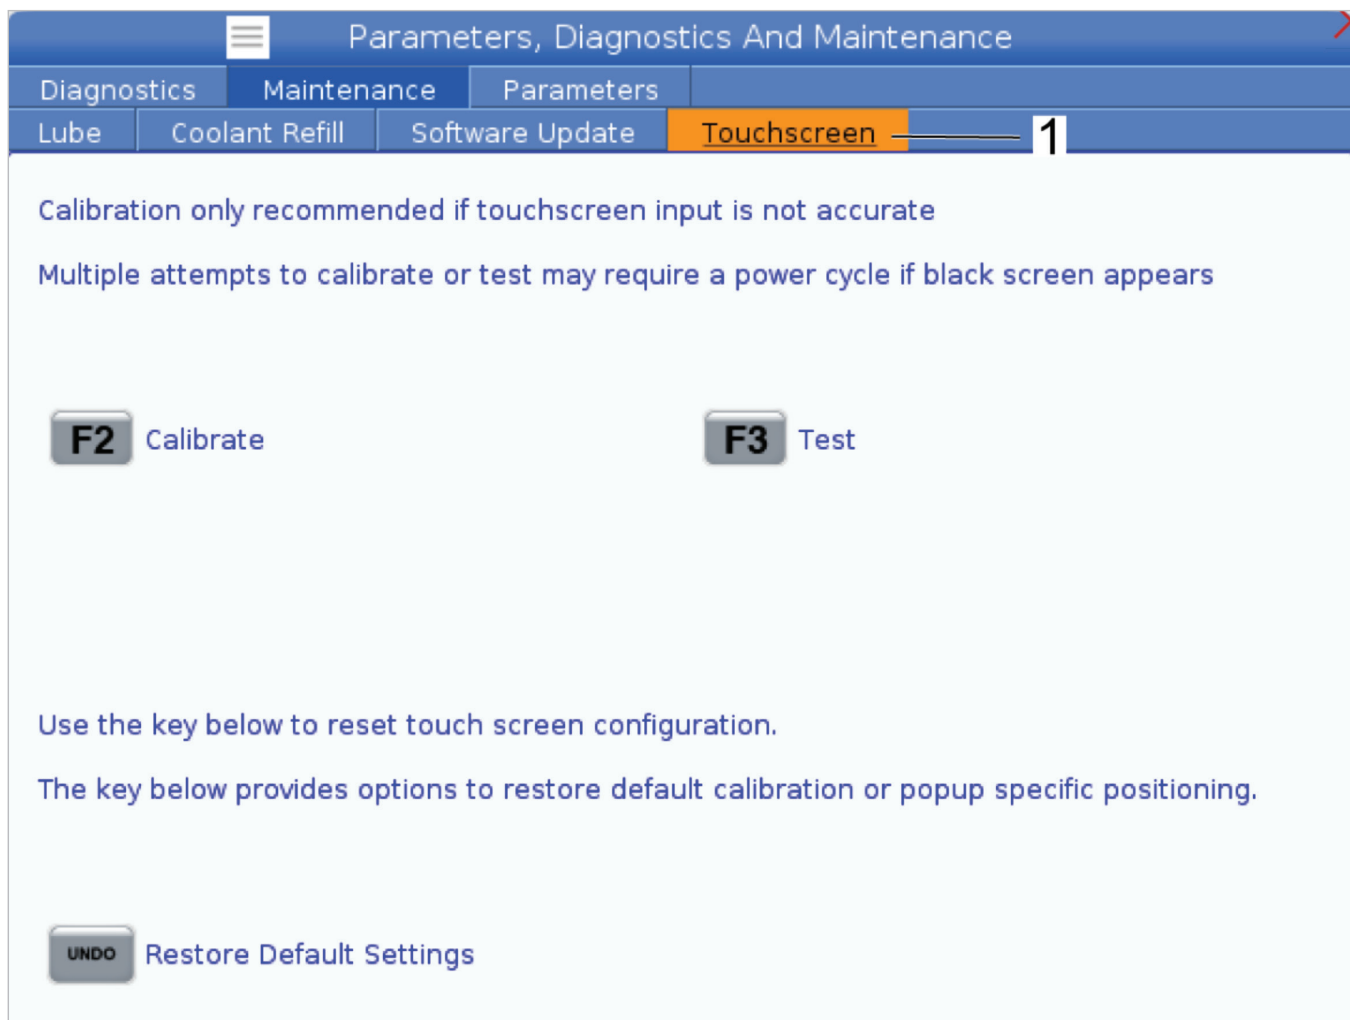 Parameters, Diagnostics And Maintenance
Diagnostics Maintenance Parameters
Lube Coolant Refill Software Update Touchscreen 1
Calibration only recommended if touchscreen input is not accurate
Multiple attempts to calibrate or test may require a power cycle if black screen appears
F2 Calibrate F3 Test
Use the key below to reset touch screen configuration.
The key below provides options to restore default calibration or popup specific positioning.
UNDO Restore Default Settings